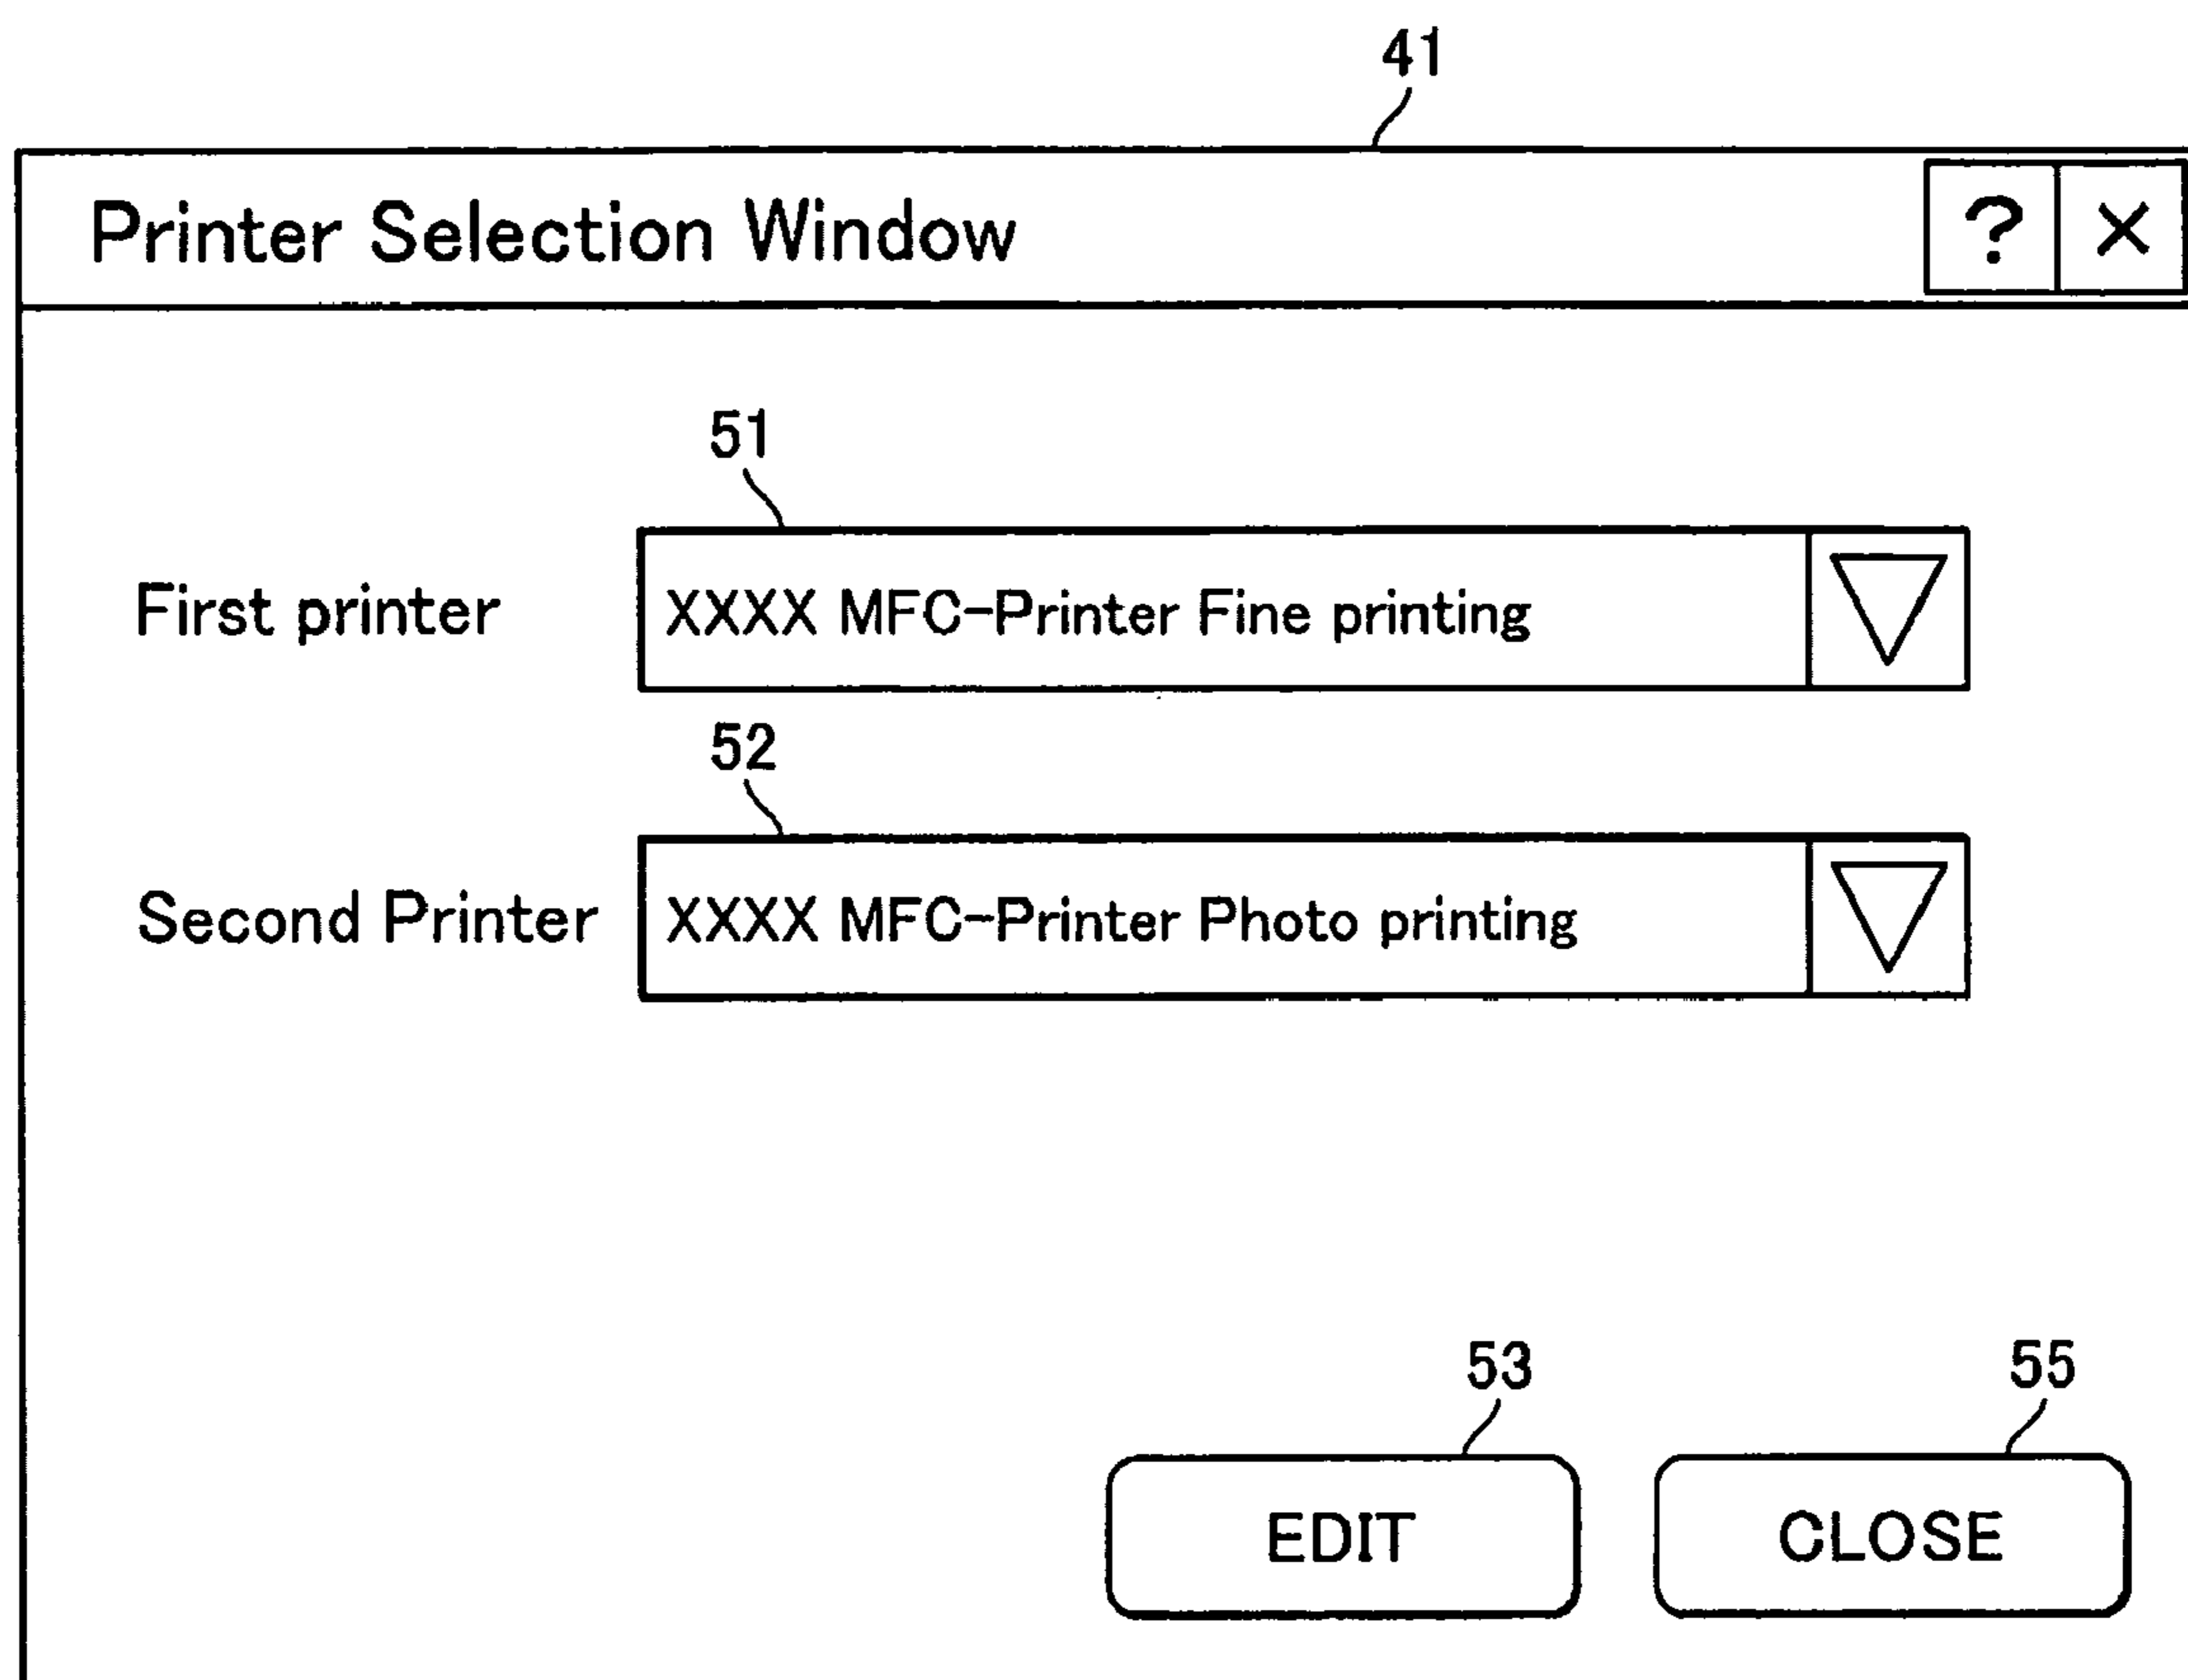 41
Printer Selection Window ? ×
51
First printer XXXX MFC-Printer Fine printing
52
Second Printer XXXX MFC-Printer Photo printing
53 55
EDIT CLOSE